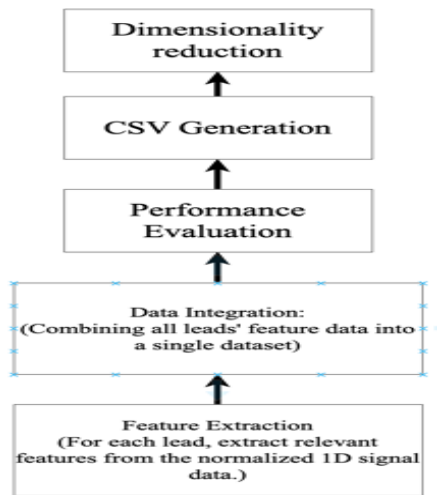 Dimensionality
reduction
CSV Generation
Performance
Evaluation
Data Integration:
(Combining all leads' feature data into
a single dataset)
Feature Extraction
(For each lead, extract relevant
features from the normalized 1D signal
data.)